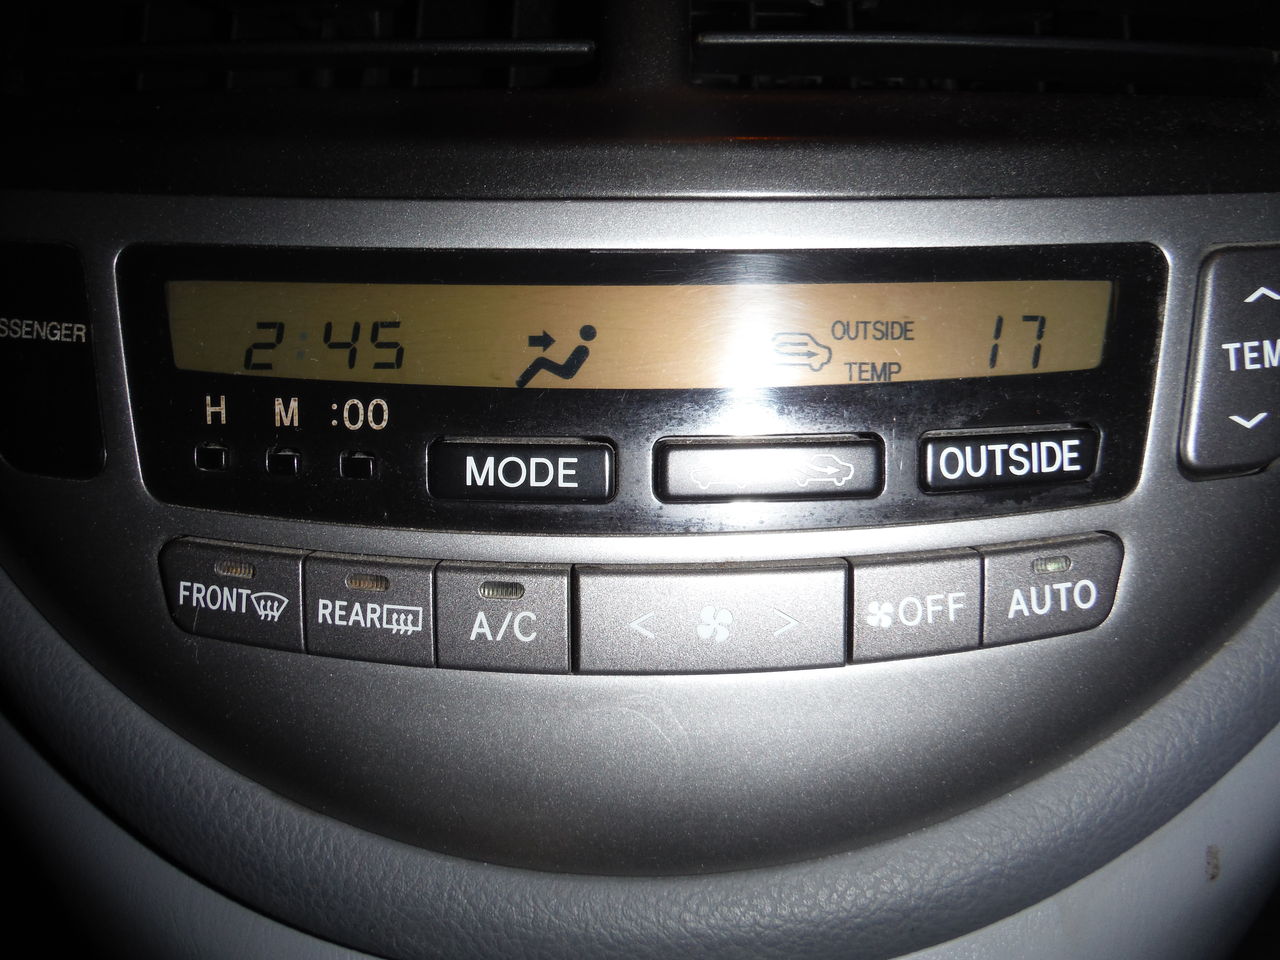 SSENGER
2:45
OUTSIDE
TEMP
17
TEM
H M :00
MODE
OUTSIDE
FRONT
REAR
A/C
< >
OFF
AUTO